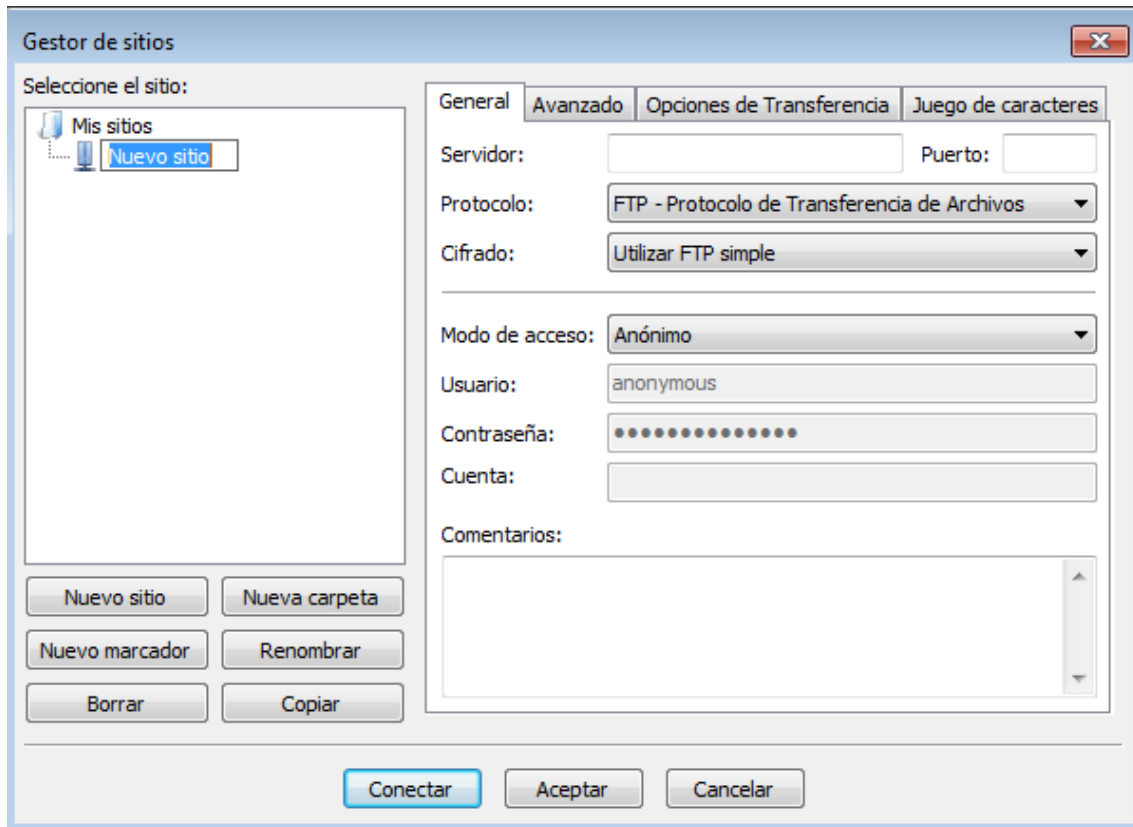 Gestor de sitios
Seleccione el sitio:
Mis sitios
Nuevo sitio
Nuevo sitio Nueva carpeta
Nuevo marcador Renombrar
Borrar Copiar
General Avanzado Opciones de Transferencia Juego de caracteres
Servidor: Puerto:
Protocolo: FTP - Protocolo de Transferencia de Archivos
Cifrado: Utilizar FTP simple
Modo de acceso: Anónimo
Usuario: anonymous
Contraseña: ●●●●●●●●●●●●●●
Cuenta:
Comentarios:
Conectar Aceptar Cancelar